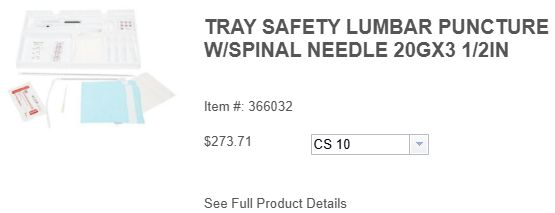 TRAY SAFETY LUMBAR PUNCTURE
W/SPINAL NEEDLE 20GX3 1/2IN
Item #: 366032
$273.71
CS 10
See Full Product Details